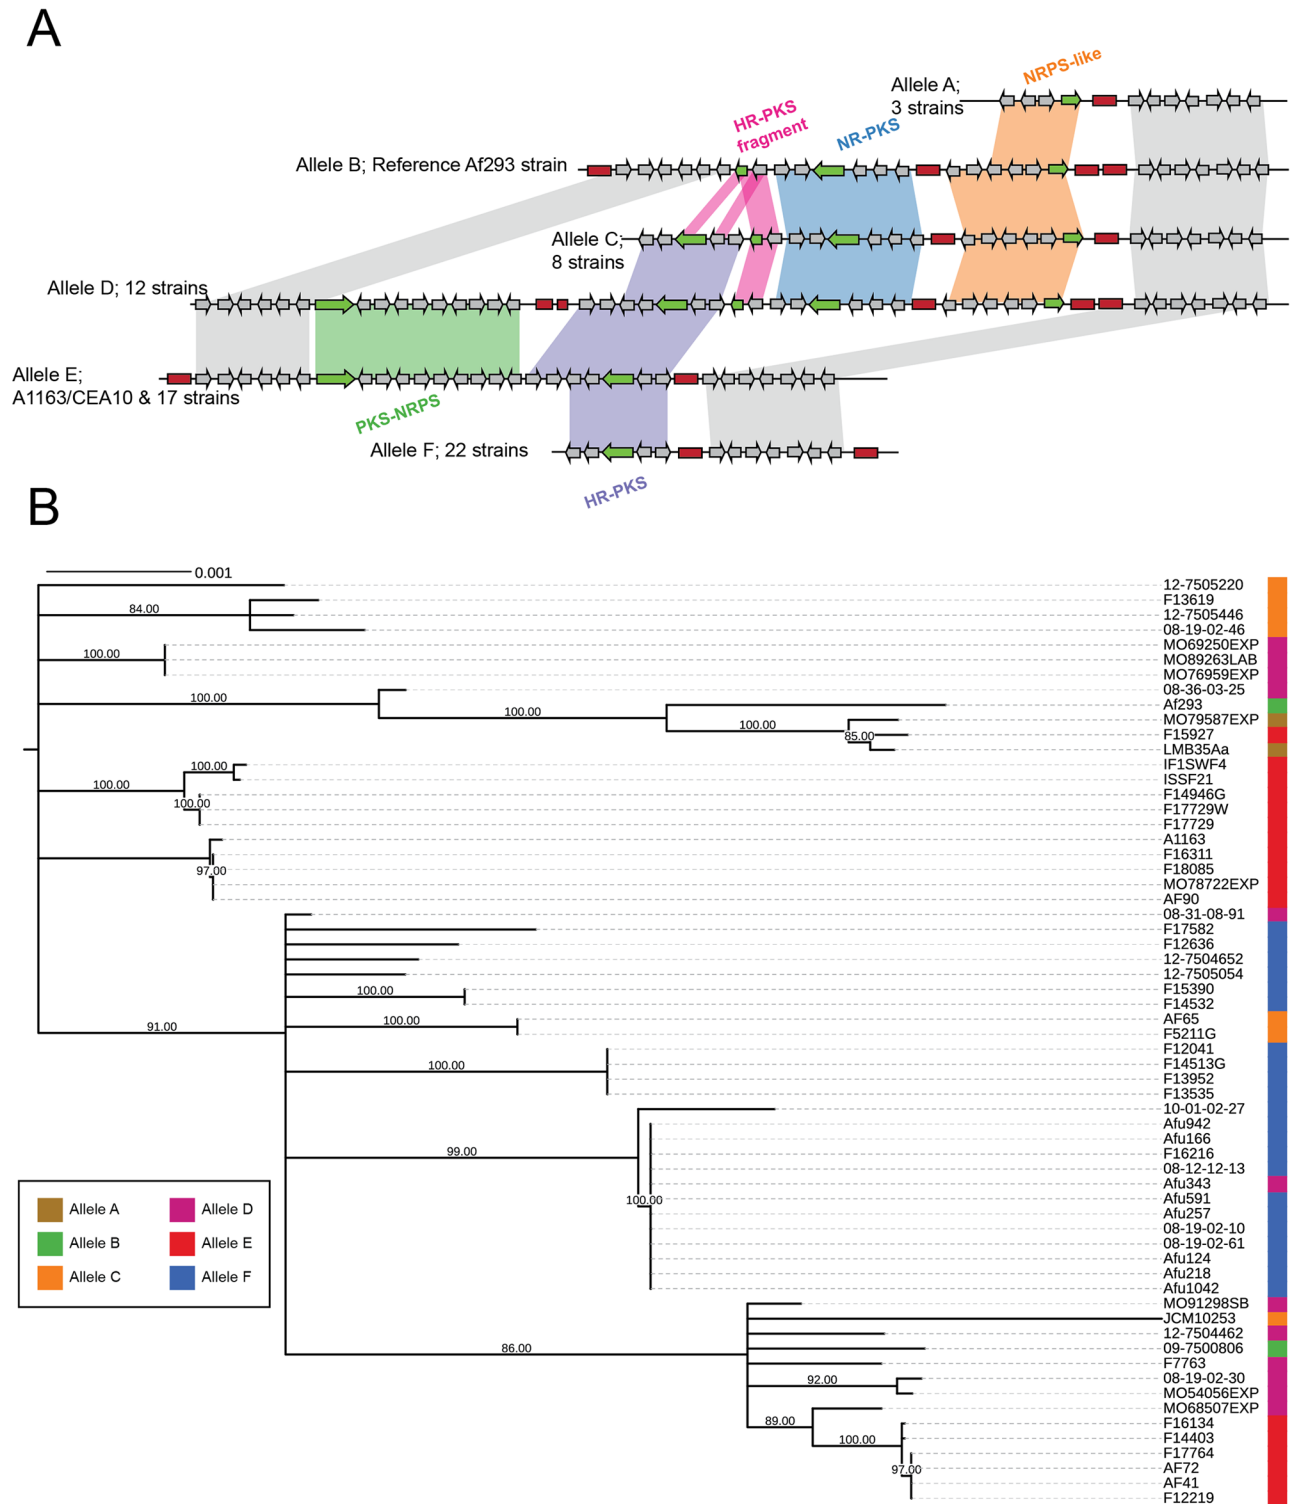 A
NRPS-like
Allele A;
3 strains
HR-PKS
fragment
NR-PKS
Allele B; Reference Af293 strain
Allele C;
8 strains
Allele D; 12 strains
Allele E;
A1163/CEA10 & 17 strains
PKS-NRPS
Allele F; 22 strains
HR-PKS
B
0.001
12-7505220
F13619
84.00
12-7505446
08-19-02-46
MO69250EXP
100.00
MO89263LAB
MO76959EXP
08-36-03-25
100.00
Af293
100.00
MO79587EXP
100.00
F15927
85.00
LMB35Aa
IF1SWF4
100.00
ISSF21
100.00
F14946G
100.00
F17729W
F17729
A1163
F16311
F18085
97.00
MO78722EXP
AF90
08-31-08-91
F17582
F12636
12-7504652
12-7505054
F15390
100.00
F14532
AF65
100.00
91.00
F5211G
F12041
F14513G
100.00
F13952
F13535
10-01-02-27
Afu942
Afu166
99.00
F16216
08-12-12-13
Afu343
Afu591
100.00
Afu257
08-19-02-10
08-19-02-61
Afu124
Afu218
Afu1042
Allele A
Allele D
Allele B
Allele E
Allele C
Allele F
MO91298SB
JCM10253
12-7504462
09-7500806
86.00
F7763
08-19-02-30
92.00
MO54056EXP
MO68507EXP
89.00
F16134
F14403
100.00
F17764
AF72
97.00
AF41
F12219